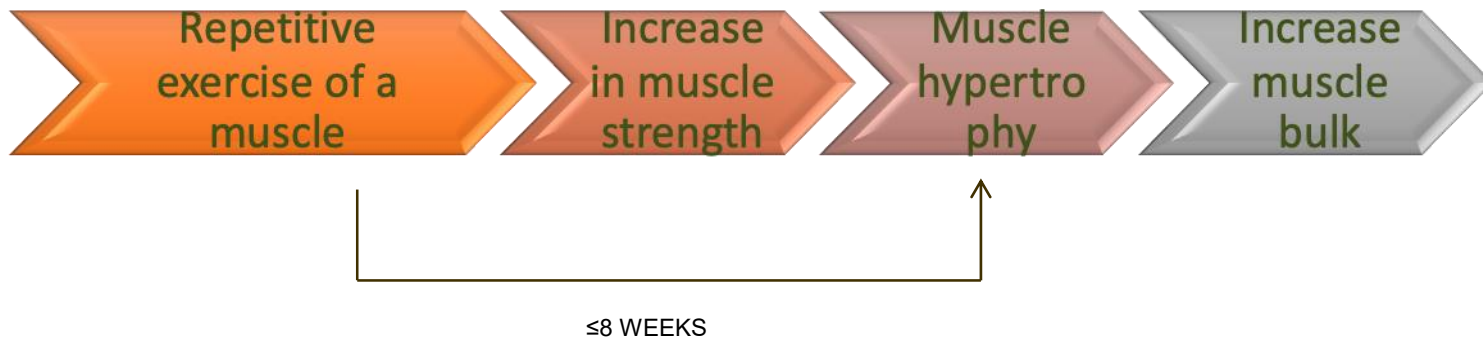 Repetitive
exercise of a
muscle
Increase
in muscle
strength
Muscle
hypertro
phy
Increase
muscle
bulk
≤8 WEEKS